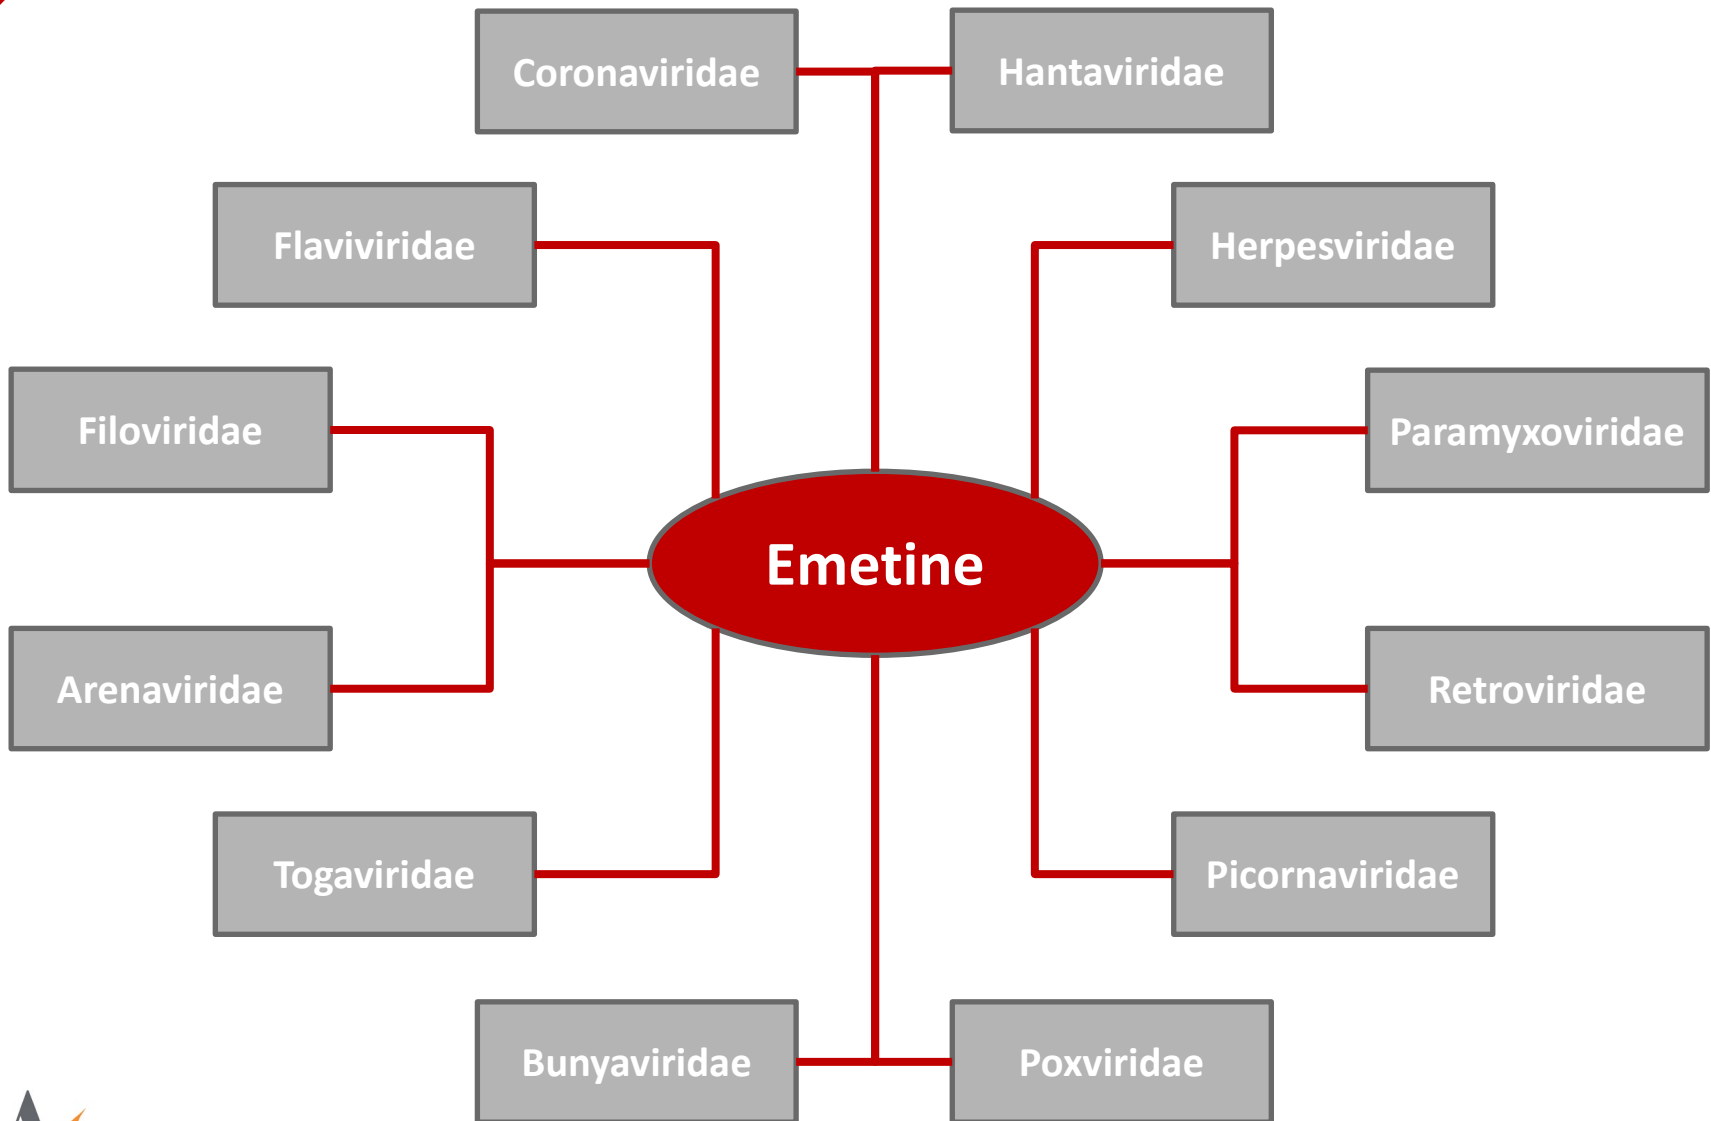 Coronaviridae
Hantaviridae
Flaviviridae
Herpesviridae
Filoviridae
Paramyxoviridae
Emetine
Arenaviridae
Retroviridae
Togaviridae
Picornaviridae
Bunyaviridae
Poxviridae